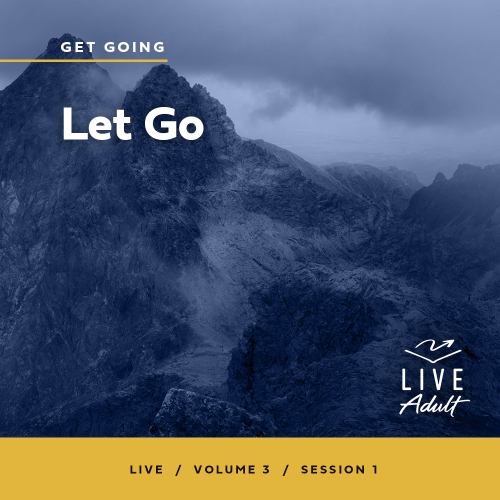 GET GOING
Let Go
LIVE
Adult
LIVE / VOLUME 3 / SESSION 1